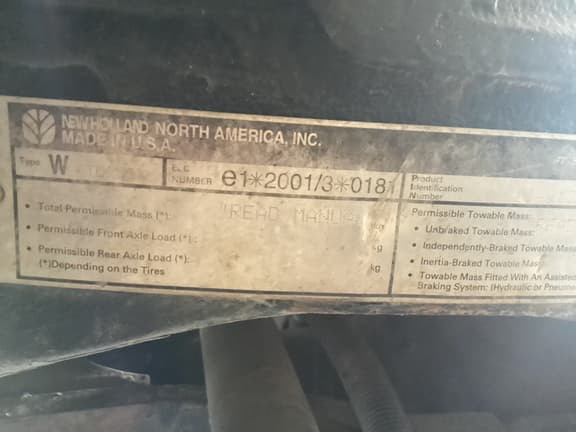 NEW HOLLAND NORTH AMERICA, INC.
MADE IN U.S.A.
Type W
E.E.C NUMBER e1*2001/3*0181
Product Identification Number
• Total Permissible Mass (*): !READ MANUAL kg
• Permissible Front Axle Load (*): kg
• Permissible Rear Axle Load (*): kg
(*)Depending on the Tires
Permissible Towable Mass:
• Unbraked Towable Mass:
• Independently-Braked Towable Mass
• Inertia-Braked Towable Mass:
• Towable Mass Fitted With An Assisted
Braking System: (Hydraulic or Pneuma